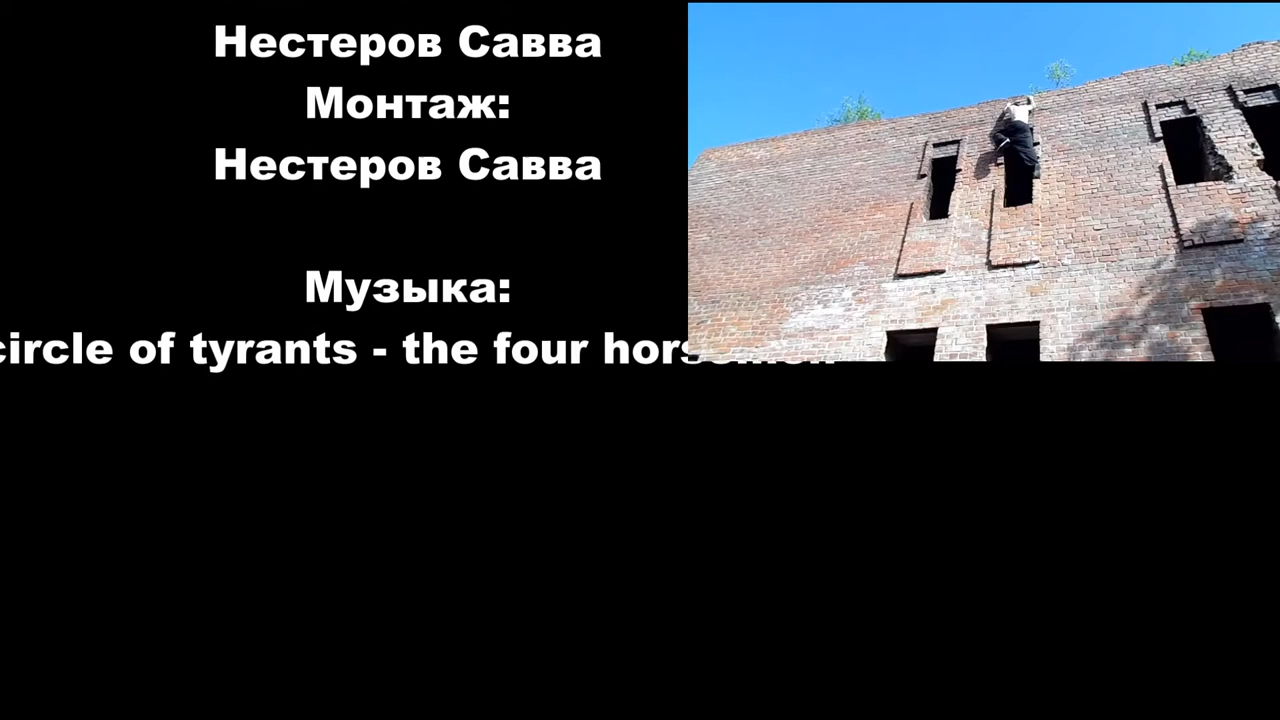 Нестеров Савва
Монтаж:
Нестеров Савва
Музыка:
circle of tyrants - the four